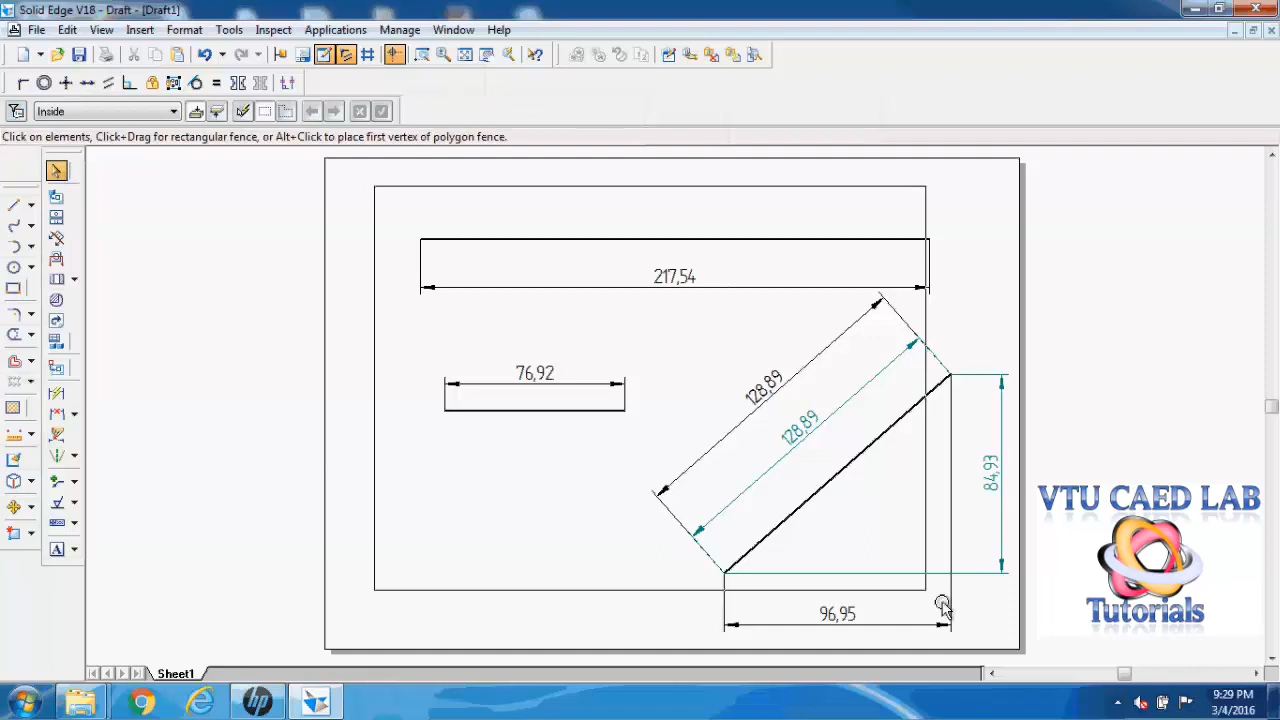 Solid Edge V18 - Draft - [Draft1]
File Edit View Insert Format Tools Inspect Applications Manage Window Help
Inside
Click on elements, Click+Drag for rectangular fence, or Alt+Click to place first vertex of polygon fence.
217,54
76,92
128,89
128,89
84,93
VTU CAED LAB
Tutorials
96,95
A
Sheet1
hp
9:29 PM
3/4/2016